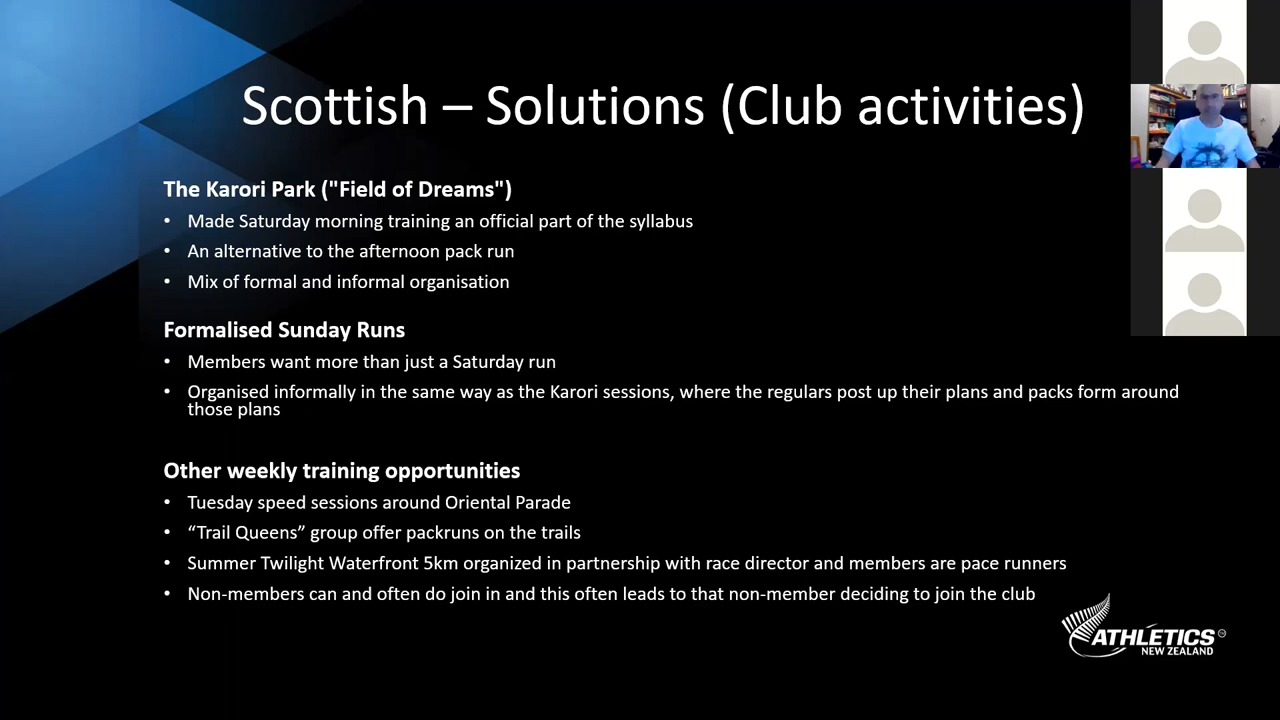 Scottish – Solutions (Club activities)
The Karori Park ("Field of Dreams")
• Made Saturday morning training an official part of the syllabus
• An alternative to the afternoon pack run
• Mix of formal and informal organisation
Formalised Sunday Runs
• Members want more than just a Saturday run
• Organised informally in the same way as the Karori sessions, where the regulars post up their plans and packs form around
those plans
Other weekly training opportunities
• Tuesday speed sessions around Oriental Parade
• “Trail Queens” group offer packruns on the trails
• Summer Twilight Waterfront 5km organized in partnership with race director and members are pace runners
• Non-members can and often do join in and this often leads to that non-member deciding to join the club
ATHLETICS
NEW ZEALAND